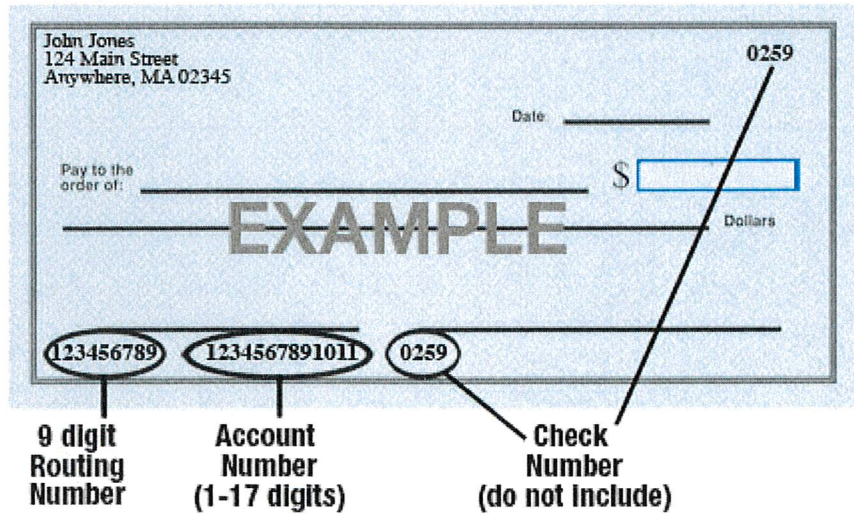 John Jones
124 Main Street
Anywhere, MA 02345
0259
Date:
Pay to the
order of:
$
EXAMPLE
Dollars
123456789
1234567891011
0259
9 digit
Routing
Number
Account
Number
(1-17 digits)
Check
Number
(do not include)